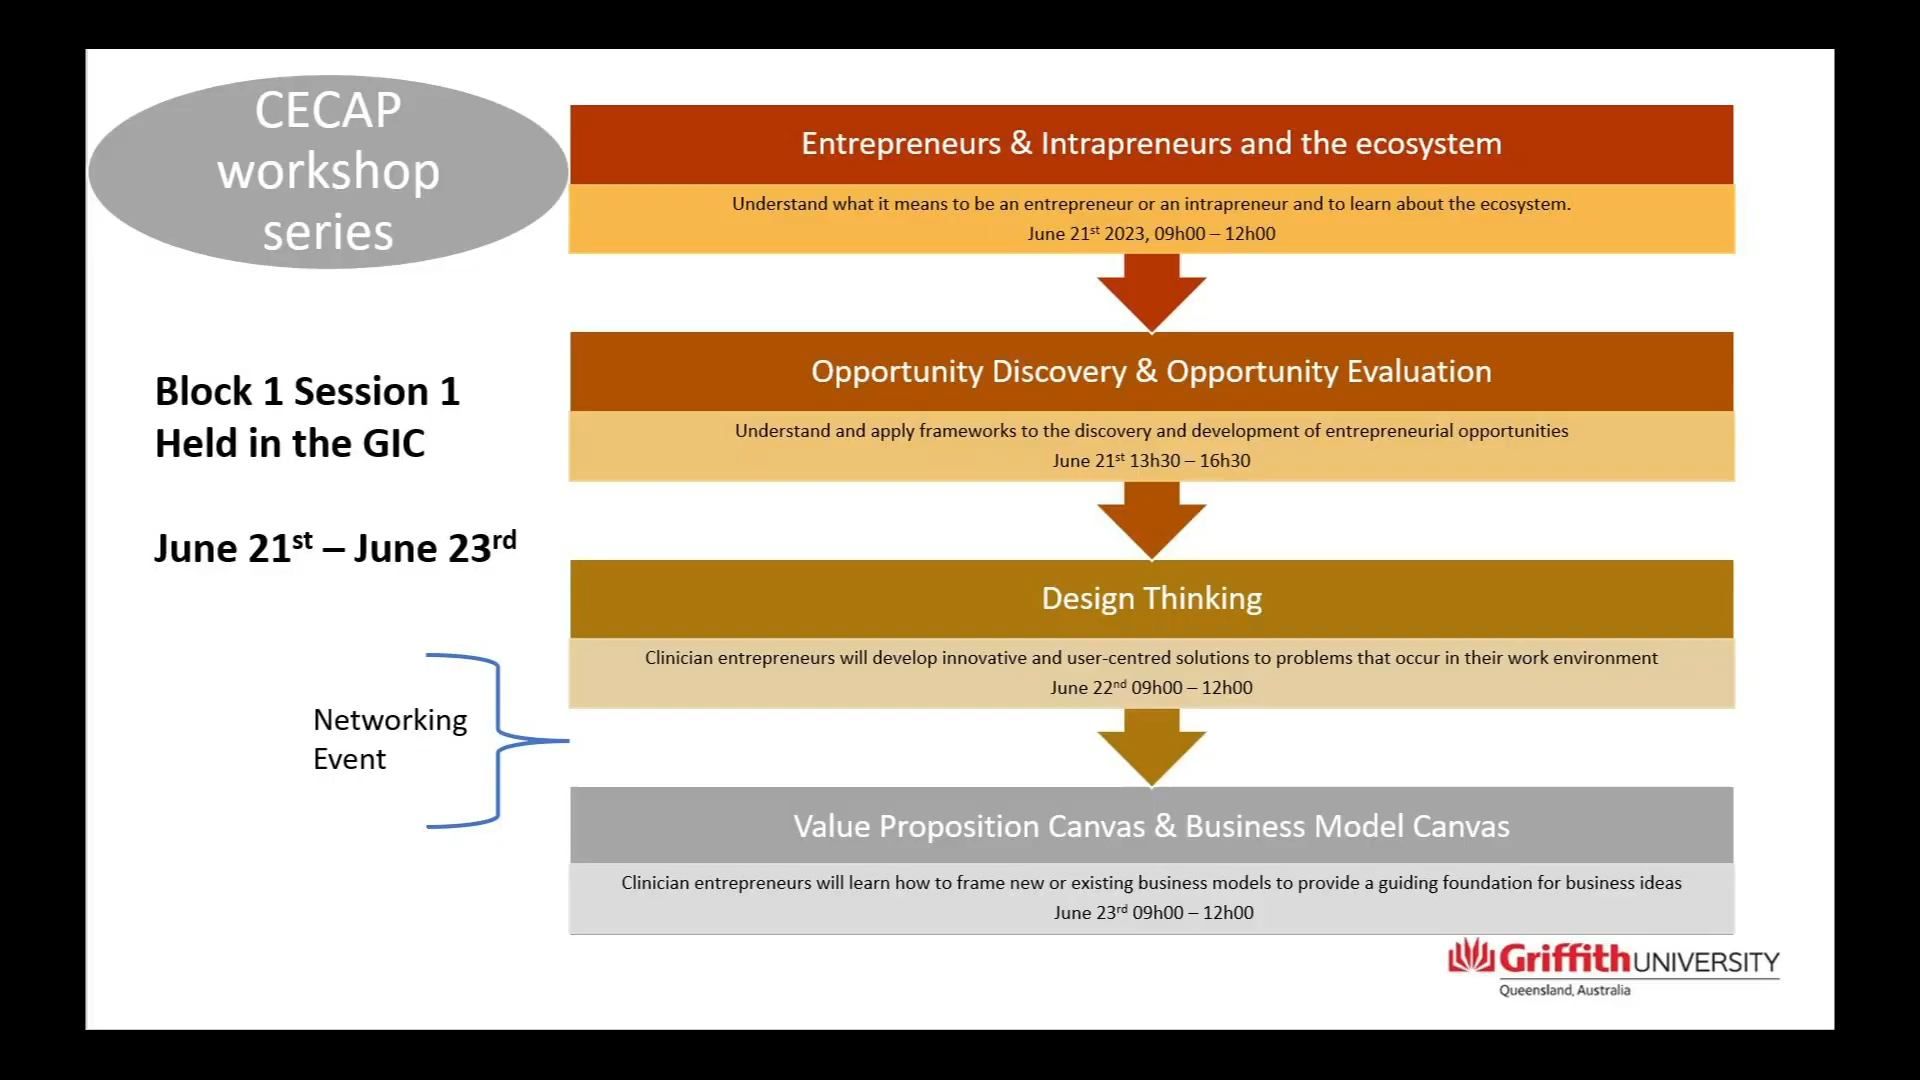 CECAP
workshop
series
Block 1 Session 1
Held in the GIC
June 21st – June 23rd
Networking
Event
Entrepreneurs & Intrapreneurs and the ecosystem
Understand what it means to be an entrepreneur or an intrapreneur and to learn about the ecosystem.
June 21st 2023, 09h00 – 12h00
Opportunity Discovery & Opportunity Evaluation
Understand and apply frameworks to the discovery and development of entrepreneurial opportunities
June 21st 13h30 – 16h30
Design Thinking
Clinician entrepreneurs will develop innovative and user-centred solutions to problems that occur in their work environment
June 22nd 09h00 – 12h00
Value Proposition Canvas & Business Model Canvas
Clinician entrepreneurs will learn how to frame new or existing business models to provide a guiding foundation for business ideas
June 23rd 09h00 – 12h00
Griffith UNIVERSITY
Queensland, Australia